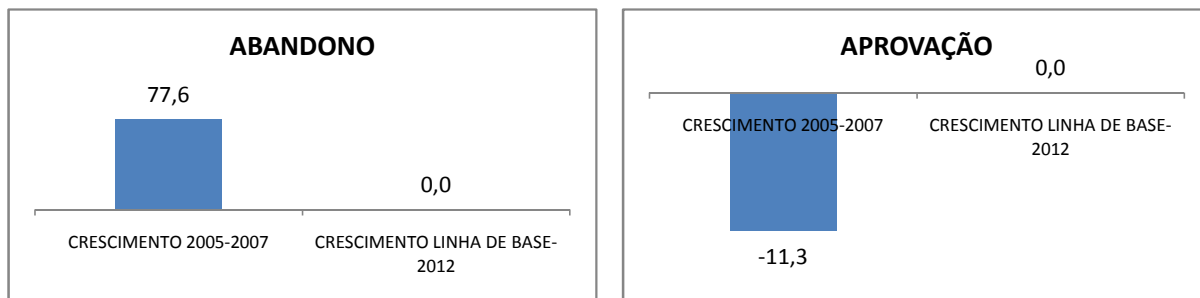 ABANDONO
77,6
0,0
CRESCIMENTO 2005-2007
CRESCIMENTO LINHA DE BASE-
2012
APROVAÇÃO
0,0
CRESCIMENTO 2005-2007
CRESCIMENTO LINHA DE BASE-
2012
-11,3